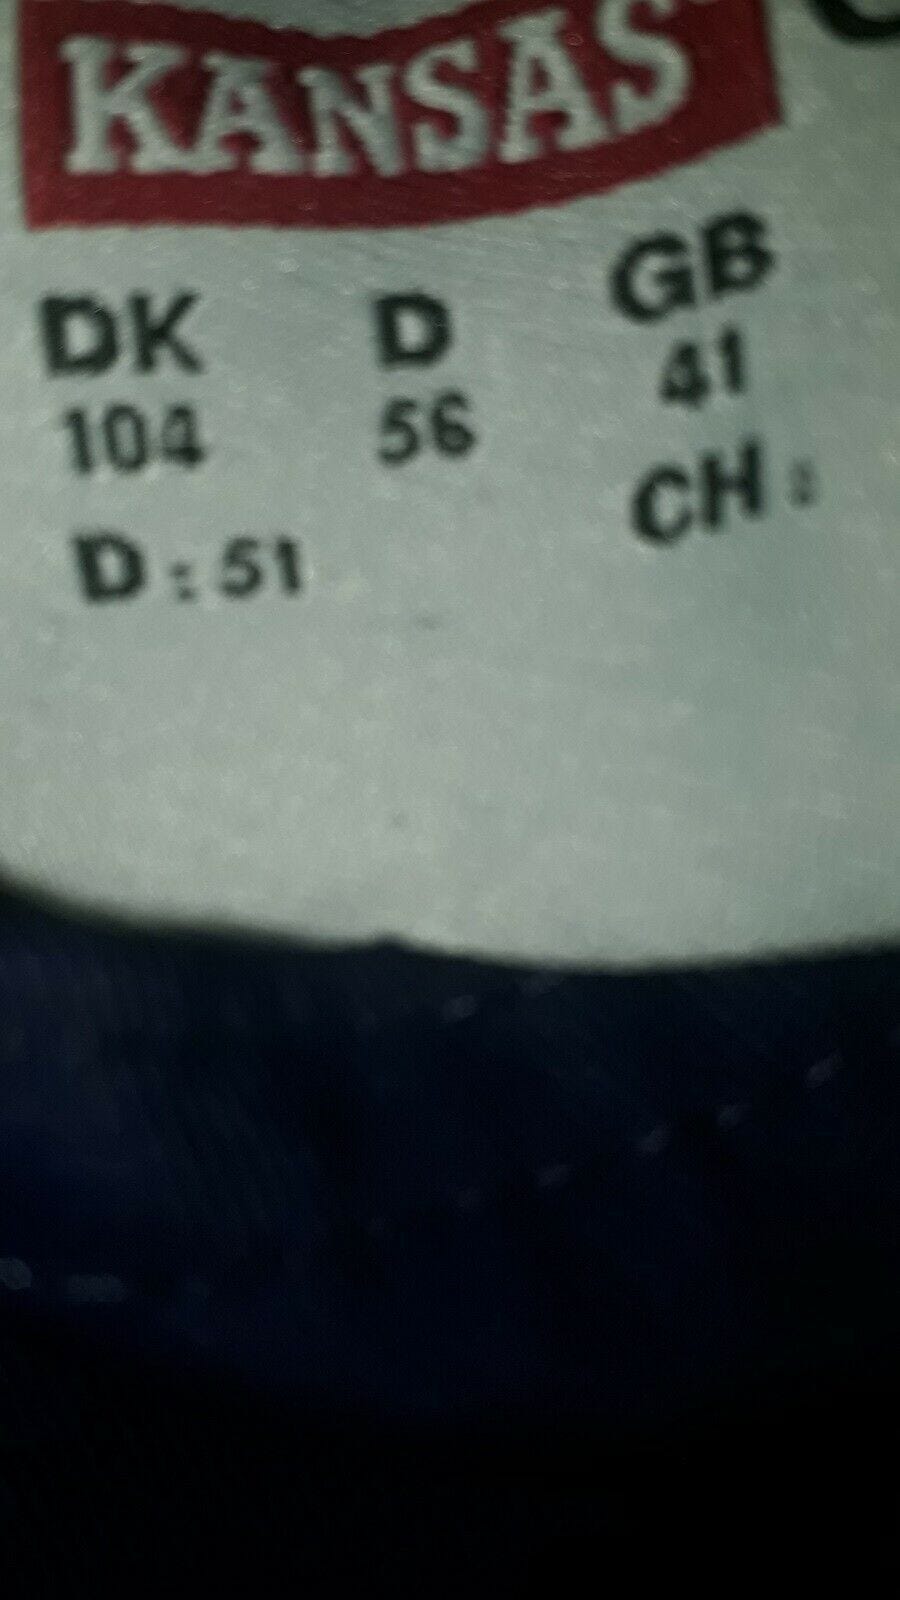 KANSAS
DK D GB
104 56 41
D: 51 CH: